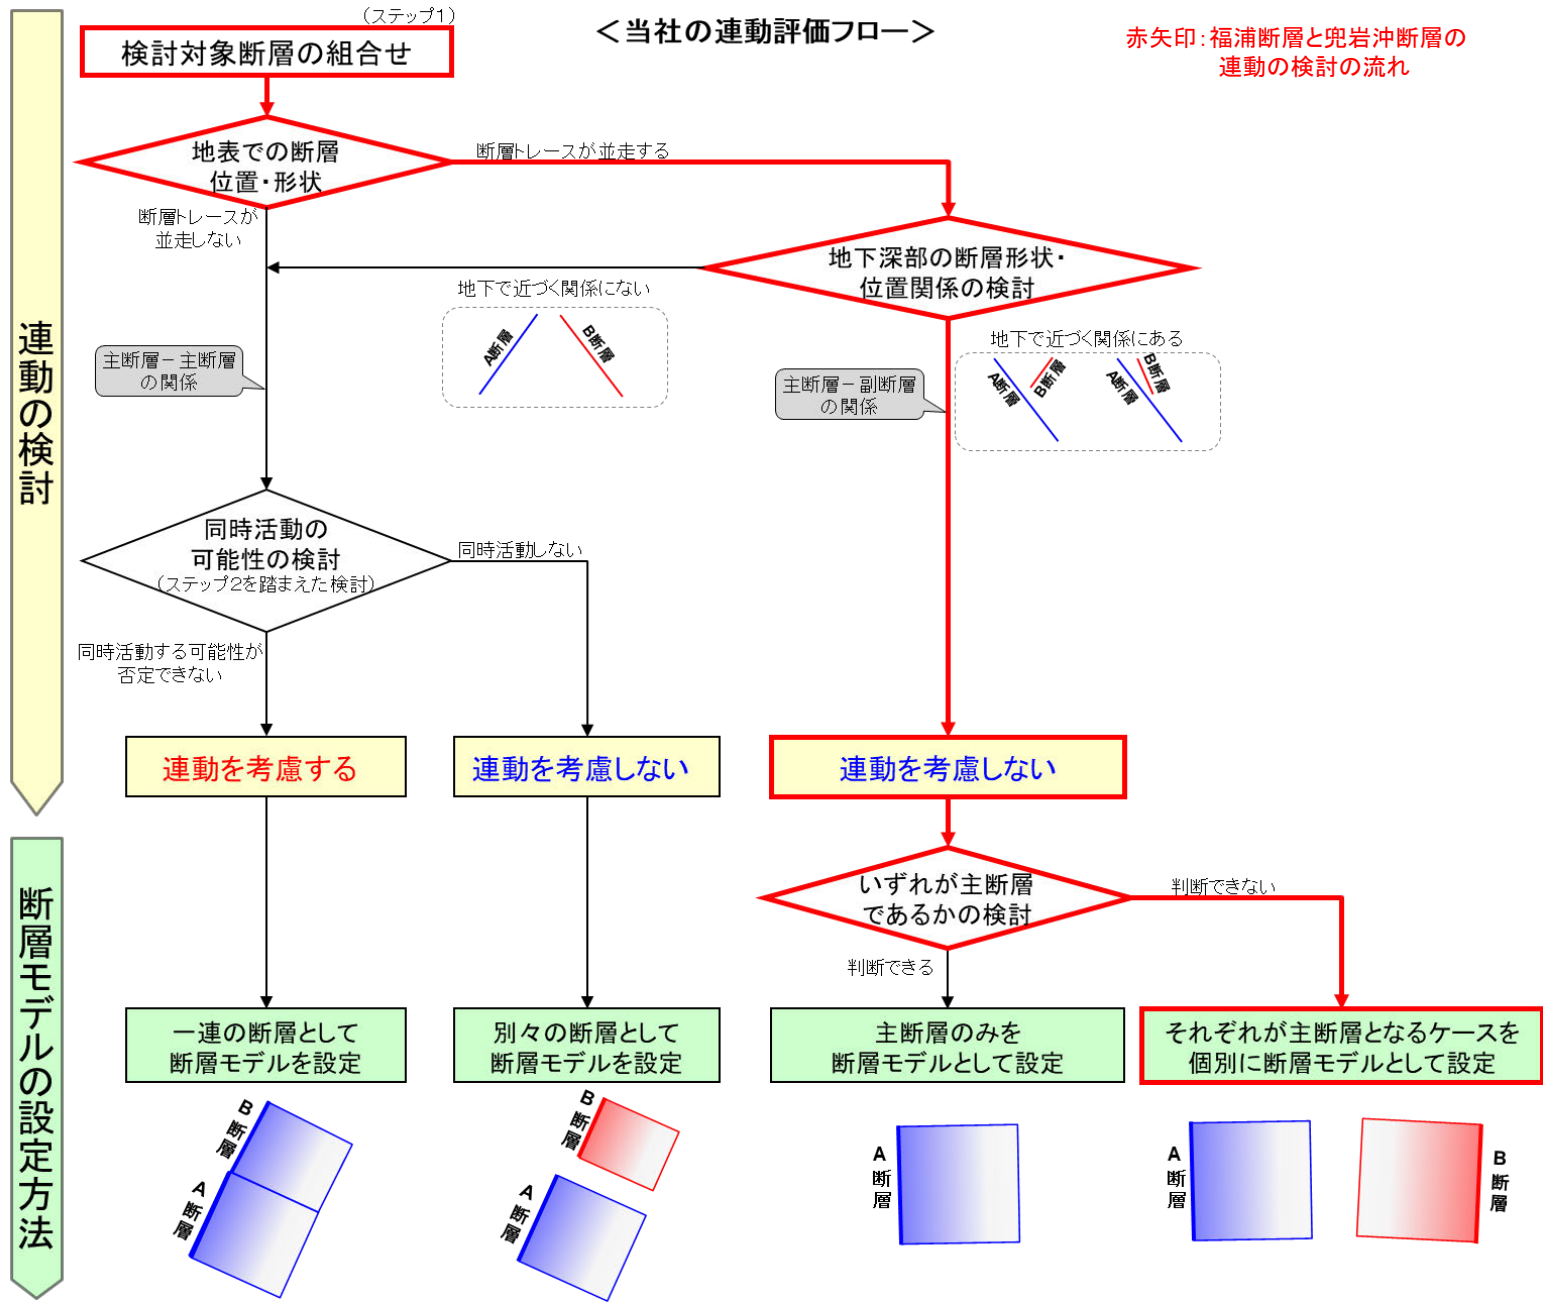 (ステップ1)
＜当社の連動評価フロー＞
赤矢印：福浦断層と兜岩沖断層の
連動の検討の流れ
検討対象断層の組合せ
地表での断層
位置・形状
断層トレースが並走する
断層トレースが
並走しない
地下深部の断層形状・
位置関係の検討
地下で近づく関係にない
A断層
B断層
地下で近づく関係にある
A断層
B断層
A断層
B断層
主断層－主断層
の関係
主断層－副断層
の関係
連動の検討
同時活動の
可能性の検討
(ステップ2を踏まえた検討)
同時活動しない
同時活動する可能性が
否定できない
連動を考慮する
連動を考慮しない
連動を考慮しない
いずれが主断層
であるかの検討
判断できない
判断できる
断層モデルの設定方法
一連の断層として
断層モデルを設定
別々の断層として
断層モデルを設定
主断層のみを
断層モデルとして設定
それぞれが主断層となるケースを
個別に断層モデルとして設定
B断層
A断層
B断層
A断層
A断層
A断層
B断層